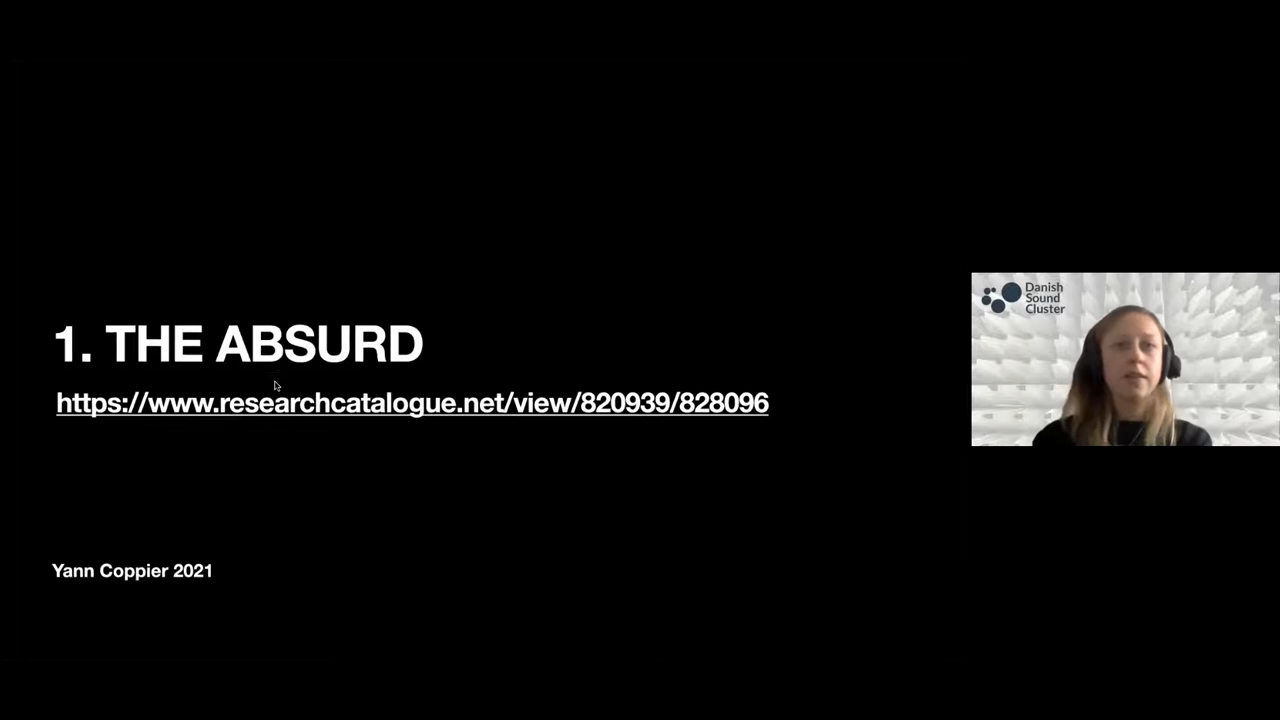 1. THE ABSURD
https://www.researchcatalogue.net/view/820939/828096
Yann Coppier 2021
Danish
Sound
Cluster